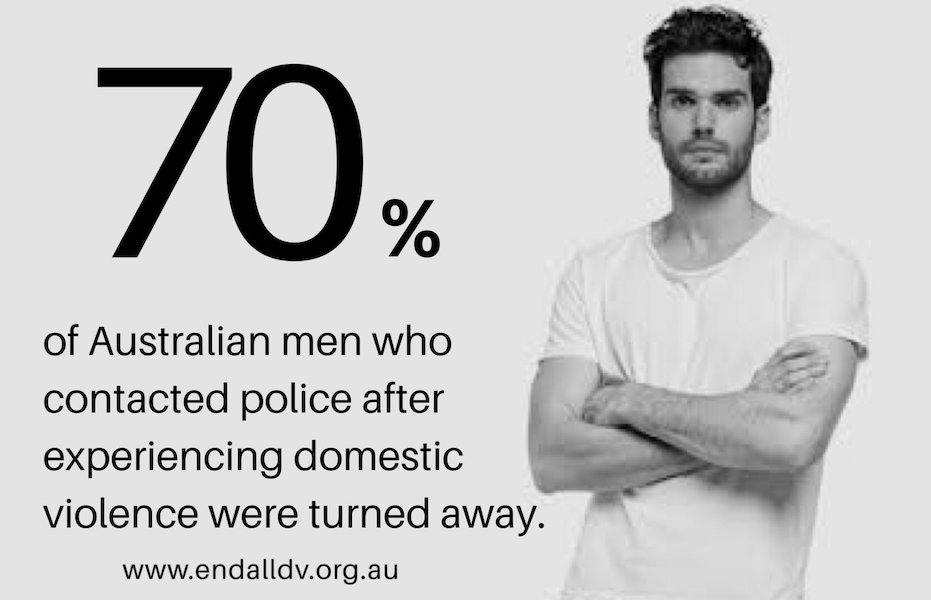 70%
of Australian men who
contacted police after
experiencing domestic
violence were turned away.
www.endalldv.org.au